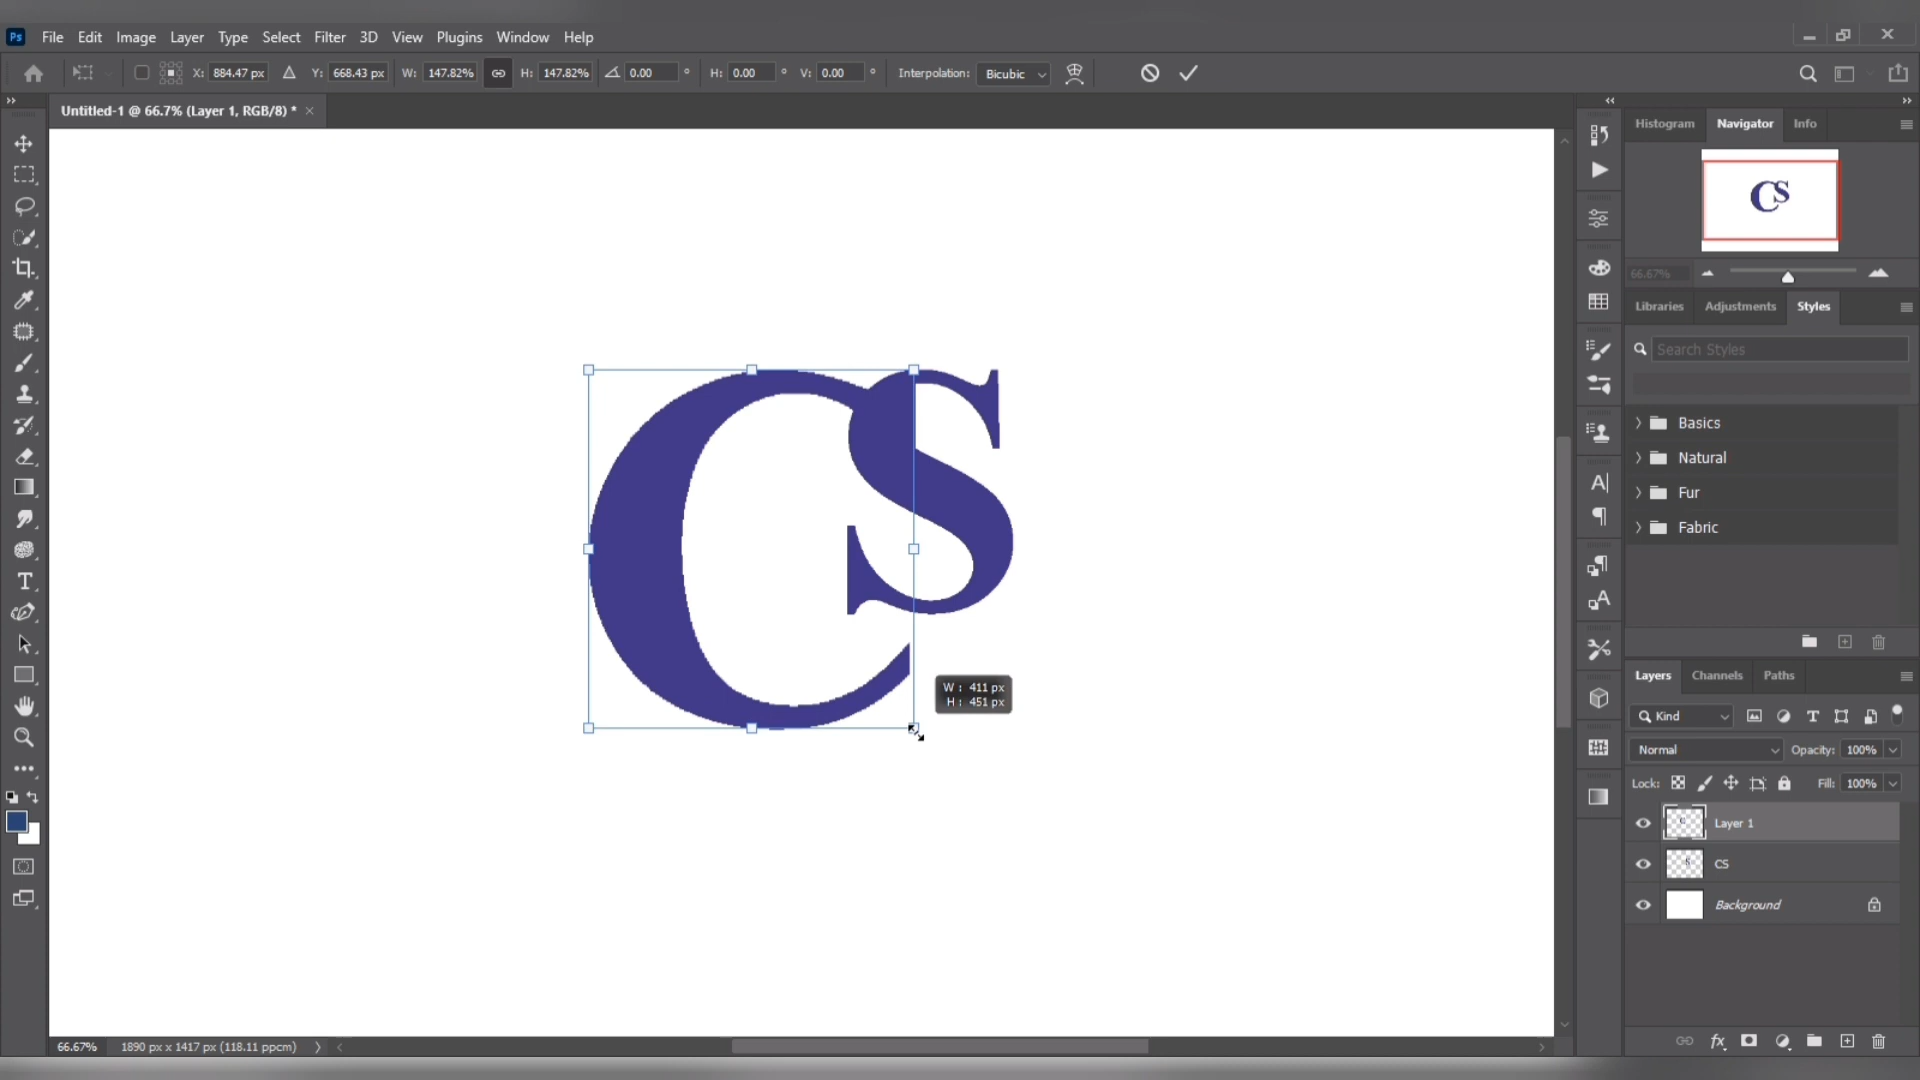 Ps File Edit Image Layer Type Select Filter 3D View Plugins Window Help
X: 884.47 px Y: 668.43 px W: 147.82% H: 147.82% 0.00 ° H: 0.00 ° V: 0.00 ° Interpolation: Bicubic
Untitled-1 @ 66.7% (Layer 1, RGB/8) *
Histogram Navigator Info
CS
66.67%
Libraries Adjustments Styles
Search Styles
Basics
Natural
Fur
Fabric
CS
W : 411 px
H : 451 px
Layers Channels Paths
Kind
Normal Opacity: 100%
Lock: Fill: 100%
Layer 1
CS
Background
fx
66.67% 1890 px x 1417 px (118.11 ppcm)